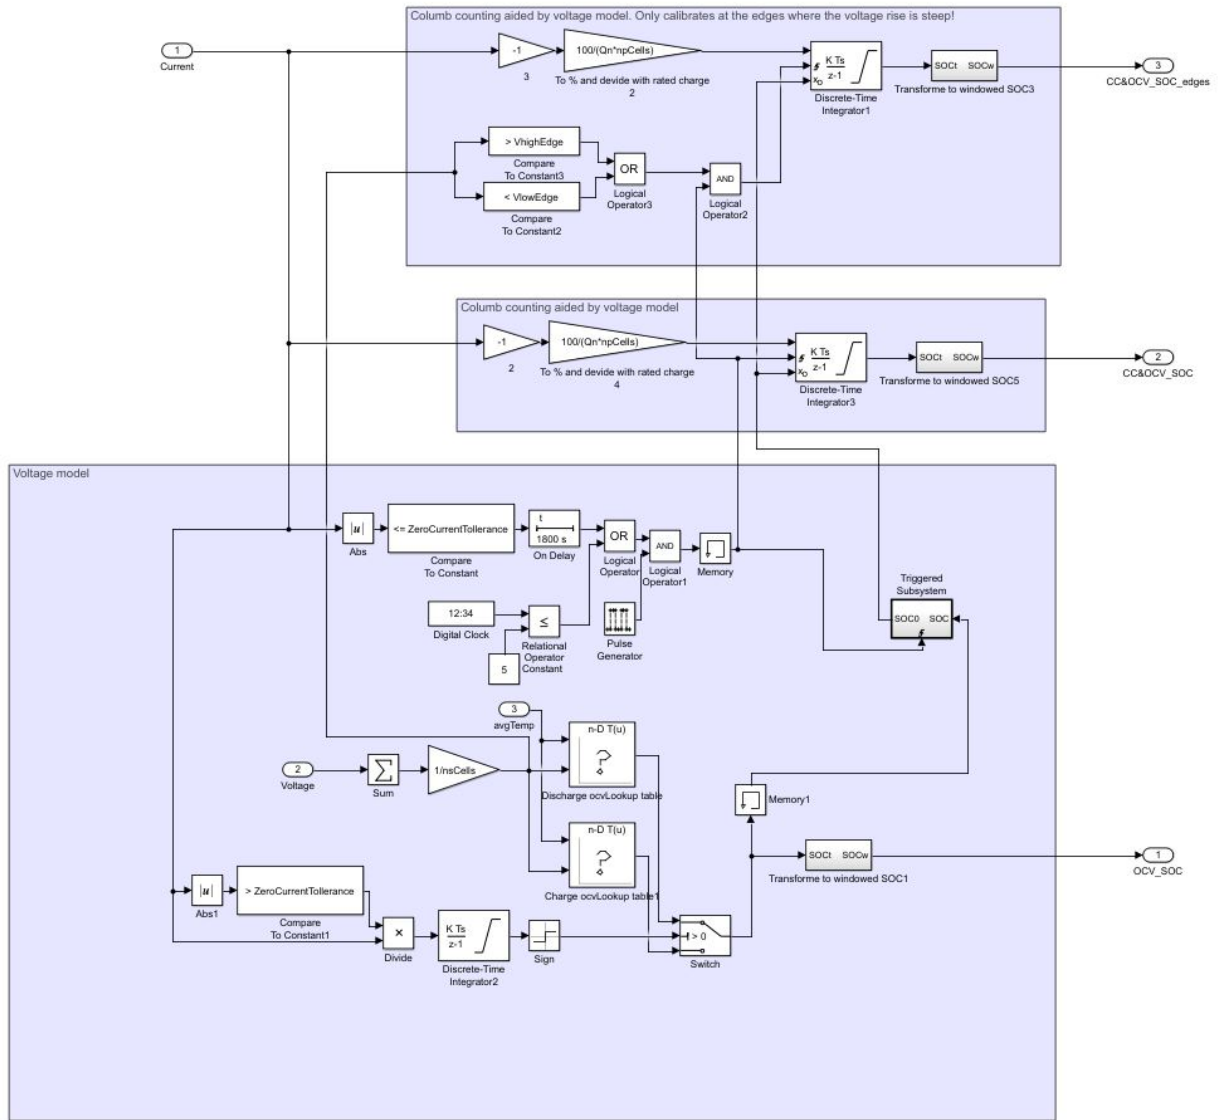 Columb counting aided by voltage model. Only calibrates at the edges where the voltage rise is steep!
1
Current
-1
3
100/(Qn*npCells)
To % and devide with rated charge
2
K Ts
z-1
xo
Discrete-Time
Integrator1
SOCt SOCw
Transforme to windowed SOC3
3
CC&OCV_SOC_edges
> VhighEdge
Compare
To Constant3
< VlowEdge
Compare
To Constant2
OR
Logical
Operator3
AND
Logical
Operator2
Columb counting aided by voltage model
-1
2
100/(Qn*npCells)
To % and devide with rated charge
4
K Ts
z-1
xo
Discrete-Time
Integrator3
SOCt SOCw
Transforme to windowed SOC5
2
CC&OCV_SOC
Voltage model
|u|
Abs
<= ZeroCurrentTollerance
Compare
To Constant
t
1800 s
On Delay
OR
Logical
Operator
AND
Logical
Operator1
Memory
12:34
Digital Clock
≤
Relational
Operator
5
Constant
Pulse
Generator
Triggered
Subsystem
SOC0 SOC
3
avgTemp
2
Voltage
Σ
Sum
1/nsCells
n-D T(u)
Discharge ocvLookup table
n-D T(u)
Charge ocvLookup table1
Memory1
SOCt SOCw
Transforme to windowed SOC1
1
OCV_SOC
|u|
Abs1
> ZeroCurrentTollerance
Compare
To Constant1
×
Divide
K Ts
z-1
Discrete-Time
Integrator2
Sign
> 0
Switch